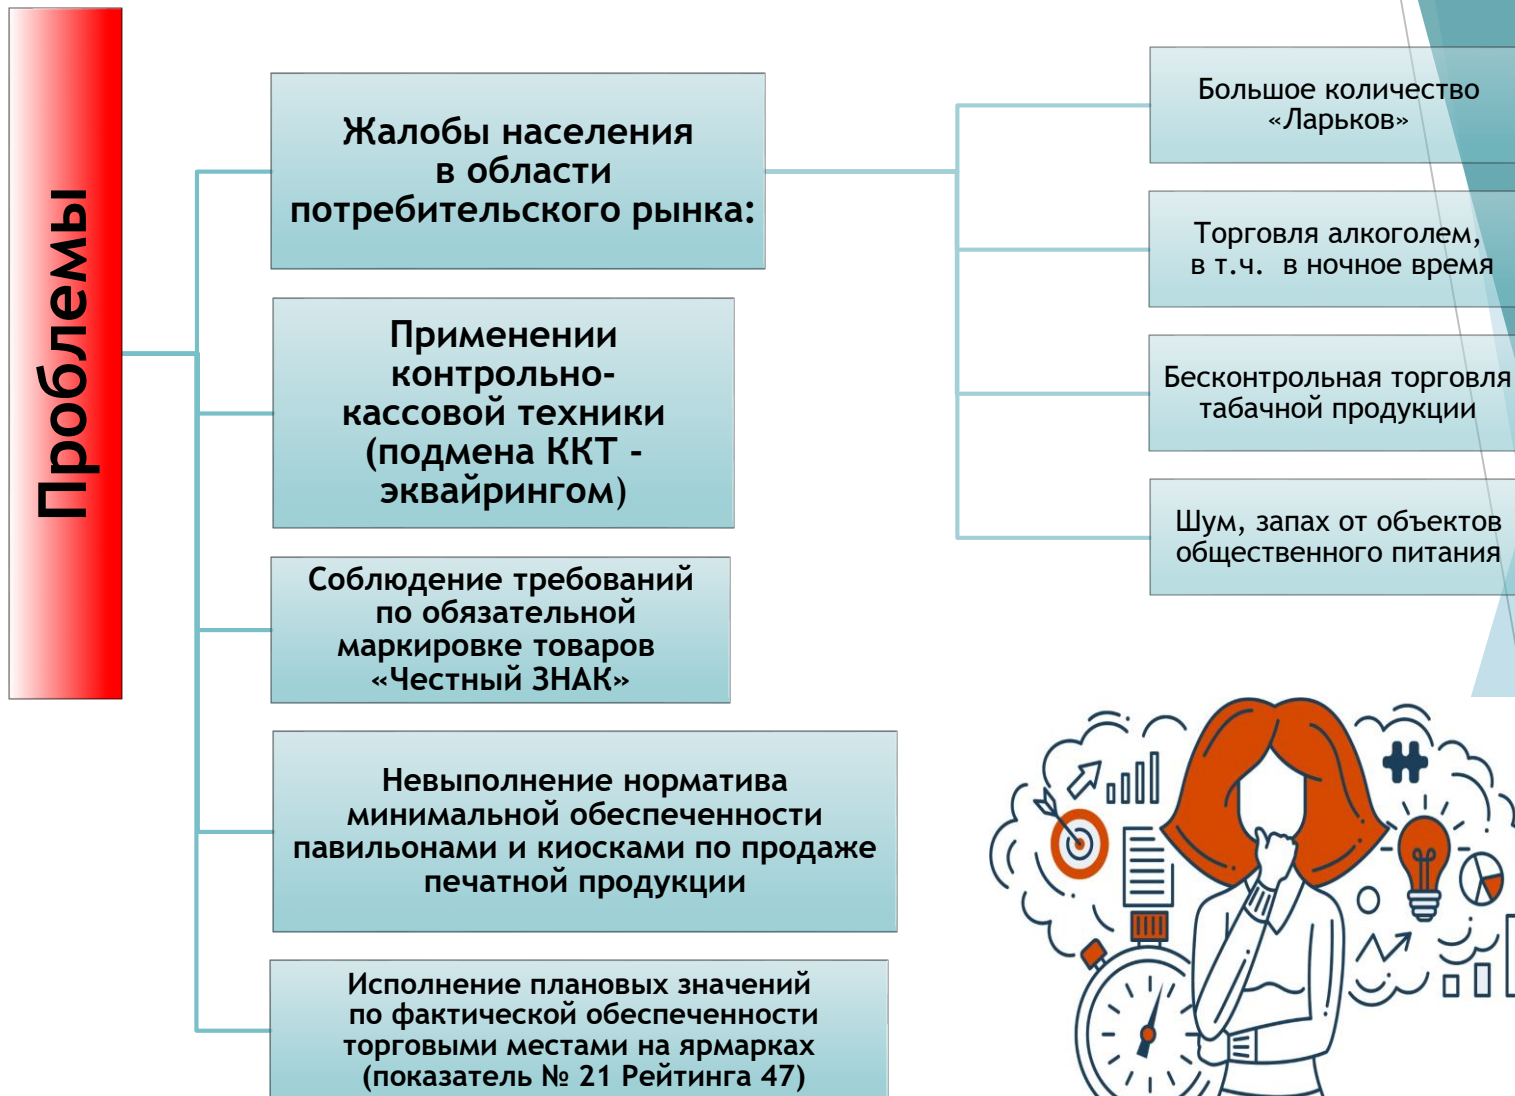 Проблемы
Жалобы населения
в области
потребительского рынка:
Большое количество
«Ларьков»
Торговля алкоголем,
в т.ч. в ночное время
Бесконтрольная торговля
табачной продукции
Шум, запах от объектов
общественного питания
Применении
контрольно-
кассовой техники
(подмена ККТ -
эквайрингом)
Соблюдение требований
по обязательной
маркировке товаров
«Честный ЗНАК»
Невыполнение норматива
минимальной обеспеченности
павильонами и киосками по продаже
печатной продукции
Исполнение плановых значений
по фактической обеспеченности
торговыми местами на ярмарках
(показатель № 21 Рейтинга 47)